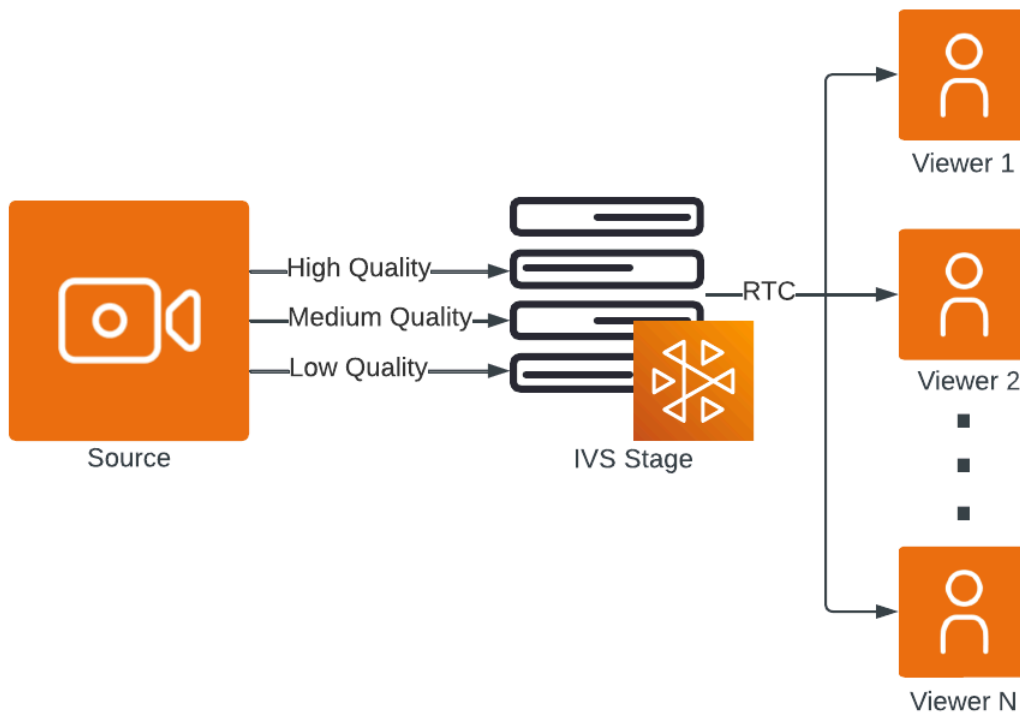 Viewer 1
High Quality
Medium Quality
Low Quality
RTC
Source
IVS Stage
Viewer 2
Viewer N